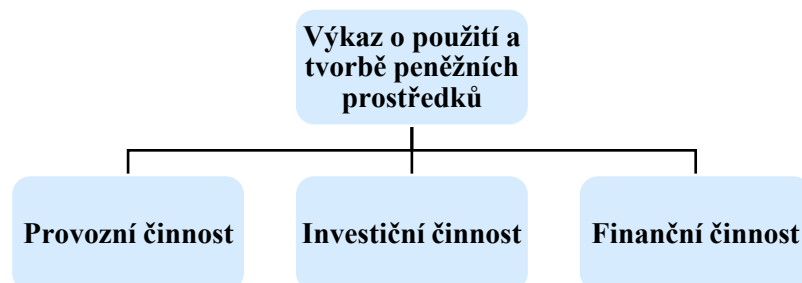 Výkaz o použití a
tvorbě peněžních
prostředků
Provozní činnost
Investiční činnost
Finanční činnost